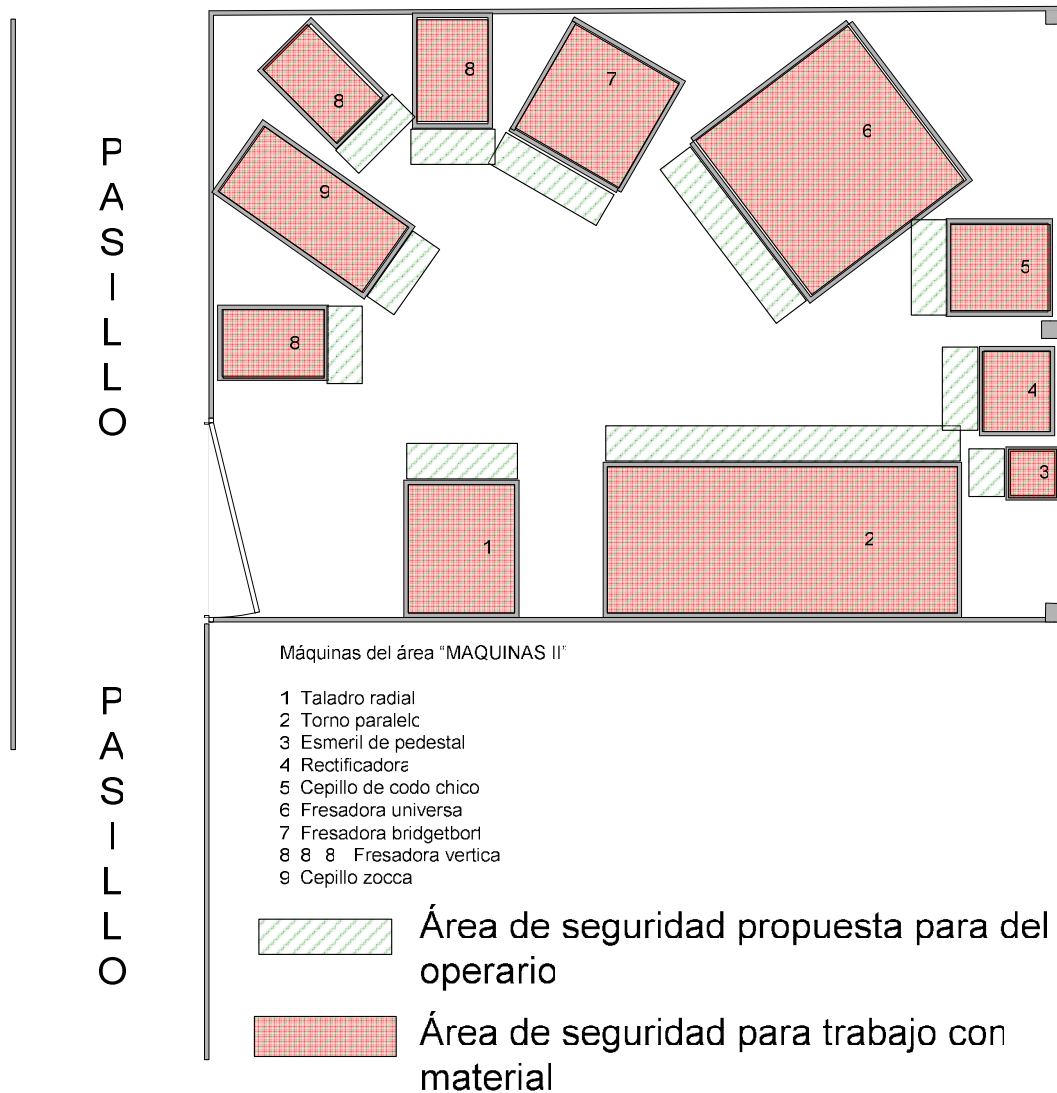 PASILLO
8
8
7
6
9
5
8
4
3
1
2
PASILLO
Máquinas del área “MAQUINAS II”
1 Taladro radial
2 Torno paralelo
3 Esmeril de pedestal
4 Rectificadora
5 Cepillo de codo chico
6 Fresadora universa
7 Fresadora bridgetbort
8 8 8 Fresadora vertica
9 Cepillo zocca
Área de seguridad propuesta para del
operario
Área de seguridad para trabajo con
material